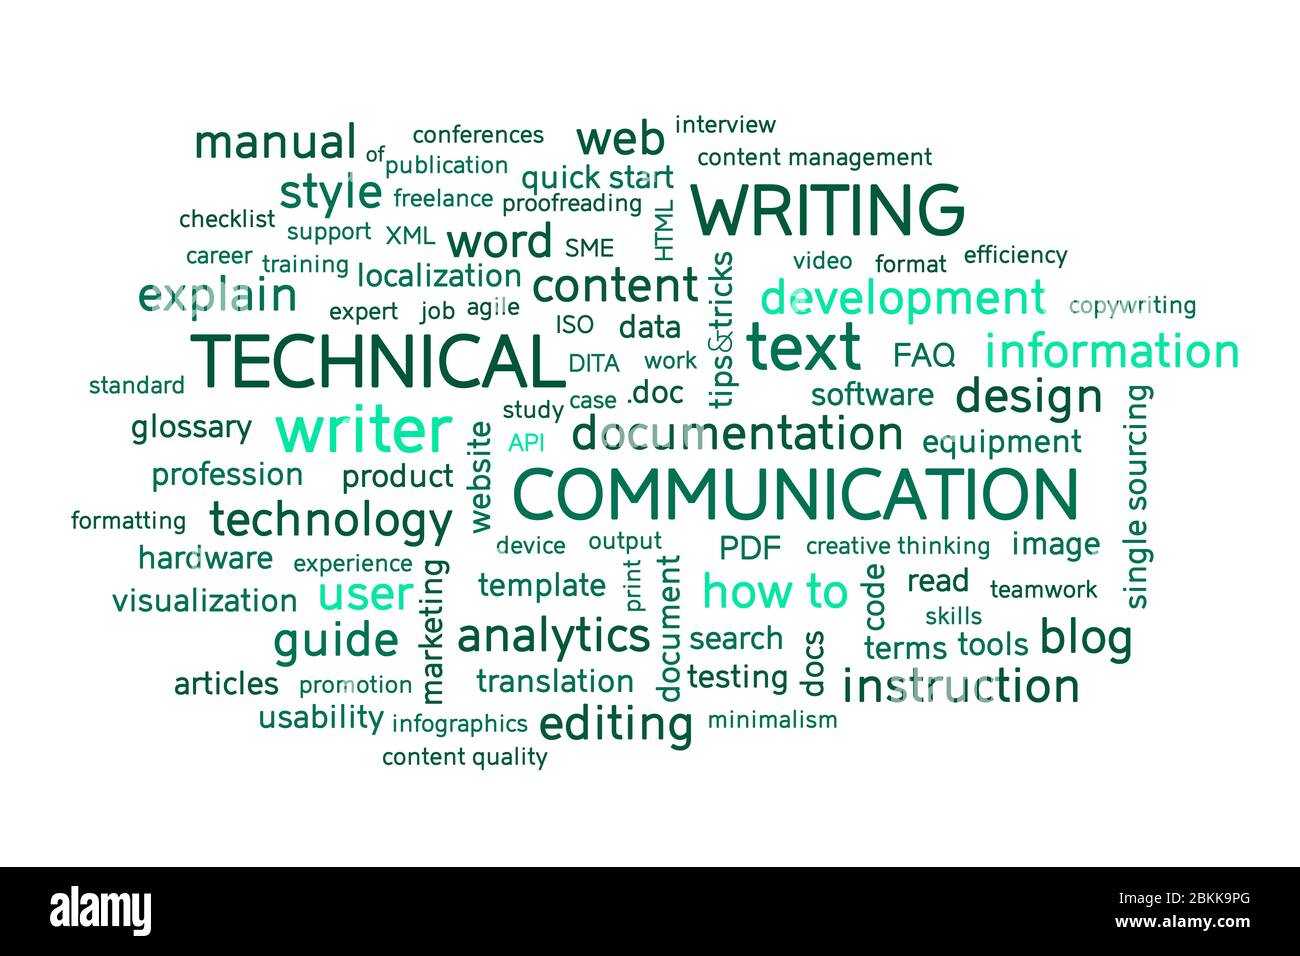 interview
conferences
web
manual
of
publication
content management
quick start
style
freelance
proofreading
WRITING
checklist
support
XML
word
SME
HTML
career
training
localization
video
format
efficiency
explain
content
tips&tricks
development
copywriting
expert
job
agile
ISO
data
TECHNICAL
DITA
work
text
FAQ
information
standard
case
.doc
software
design
glossary
writer
study
API
documentation
equipment
single sourcing
profession
product
website
COMMUNICATION
formatting
technology
device
output
PDF
creative thinking
image
hardware
experience
visualization
user
marketing
template
print
document
how to
code
read
teamwork
skills
guide
analytics
search
docs
terms
tools
blog
articles
promotion
translation
testing
instruction
usability
infographics
editing
minimalism
content quality
alamy
Image ID: 2BKK9PG
www.alamy.com